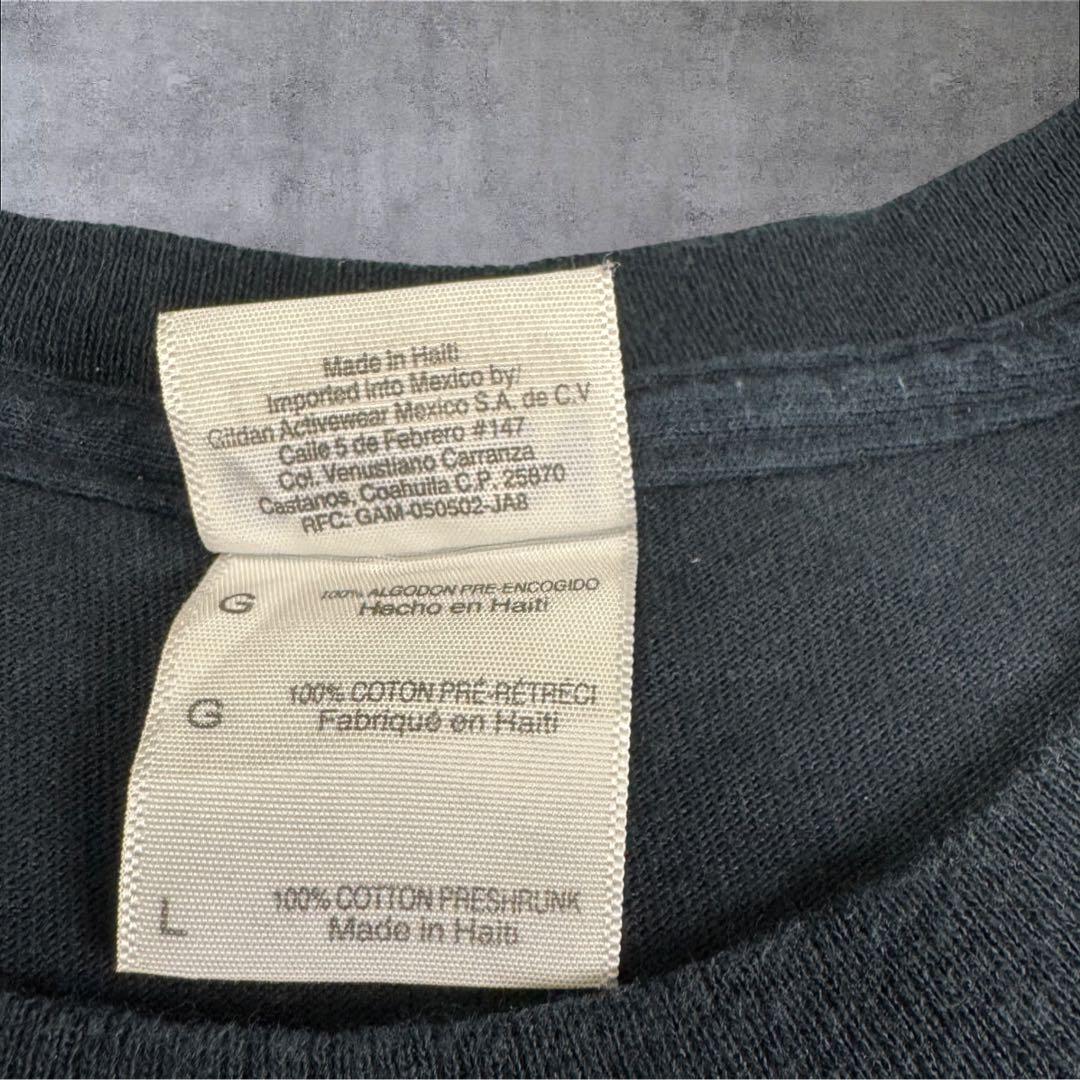 Made in Haiti
Imported into Mexico by/
Gildan Activewear Mexico S.A. de C.V
Calle 5 de Febrero #147
Col. Venustiano Carranza
Castanos, Coahuila C.P. 25870
RFC: GAM-050502-JA8
G 100% ALGODON PRE-ENCOGIDO
Hecho en Haiti
G 100% COTON PRÉ-RÉTRECI
Fabriqué en Haïti
L 100% COTTON PRESHRUNK
Made in Haiti